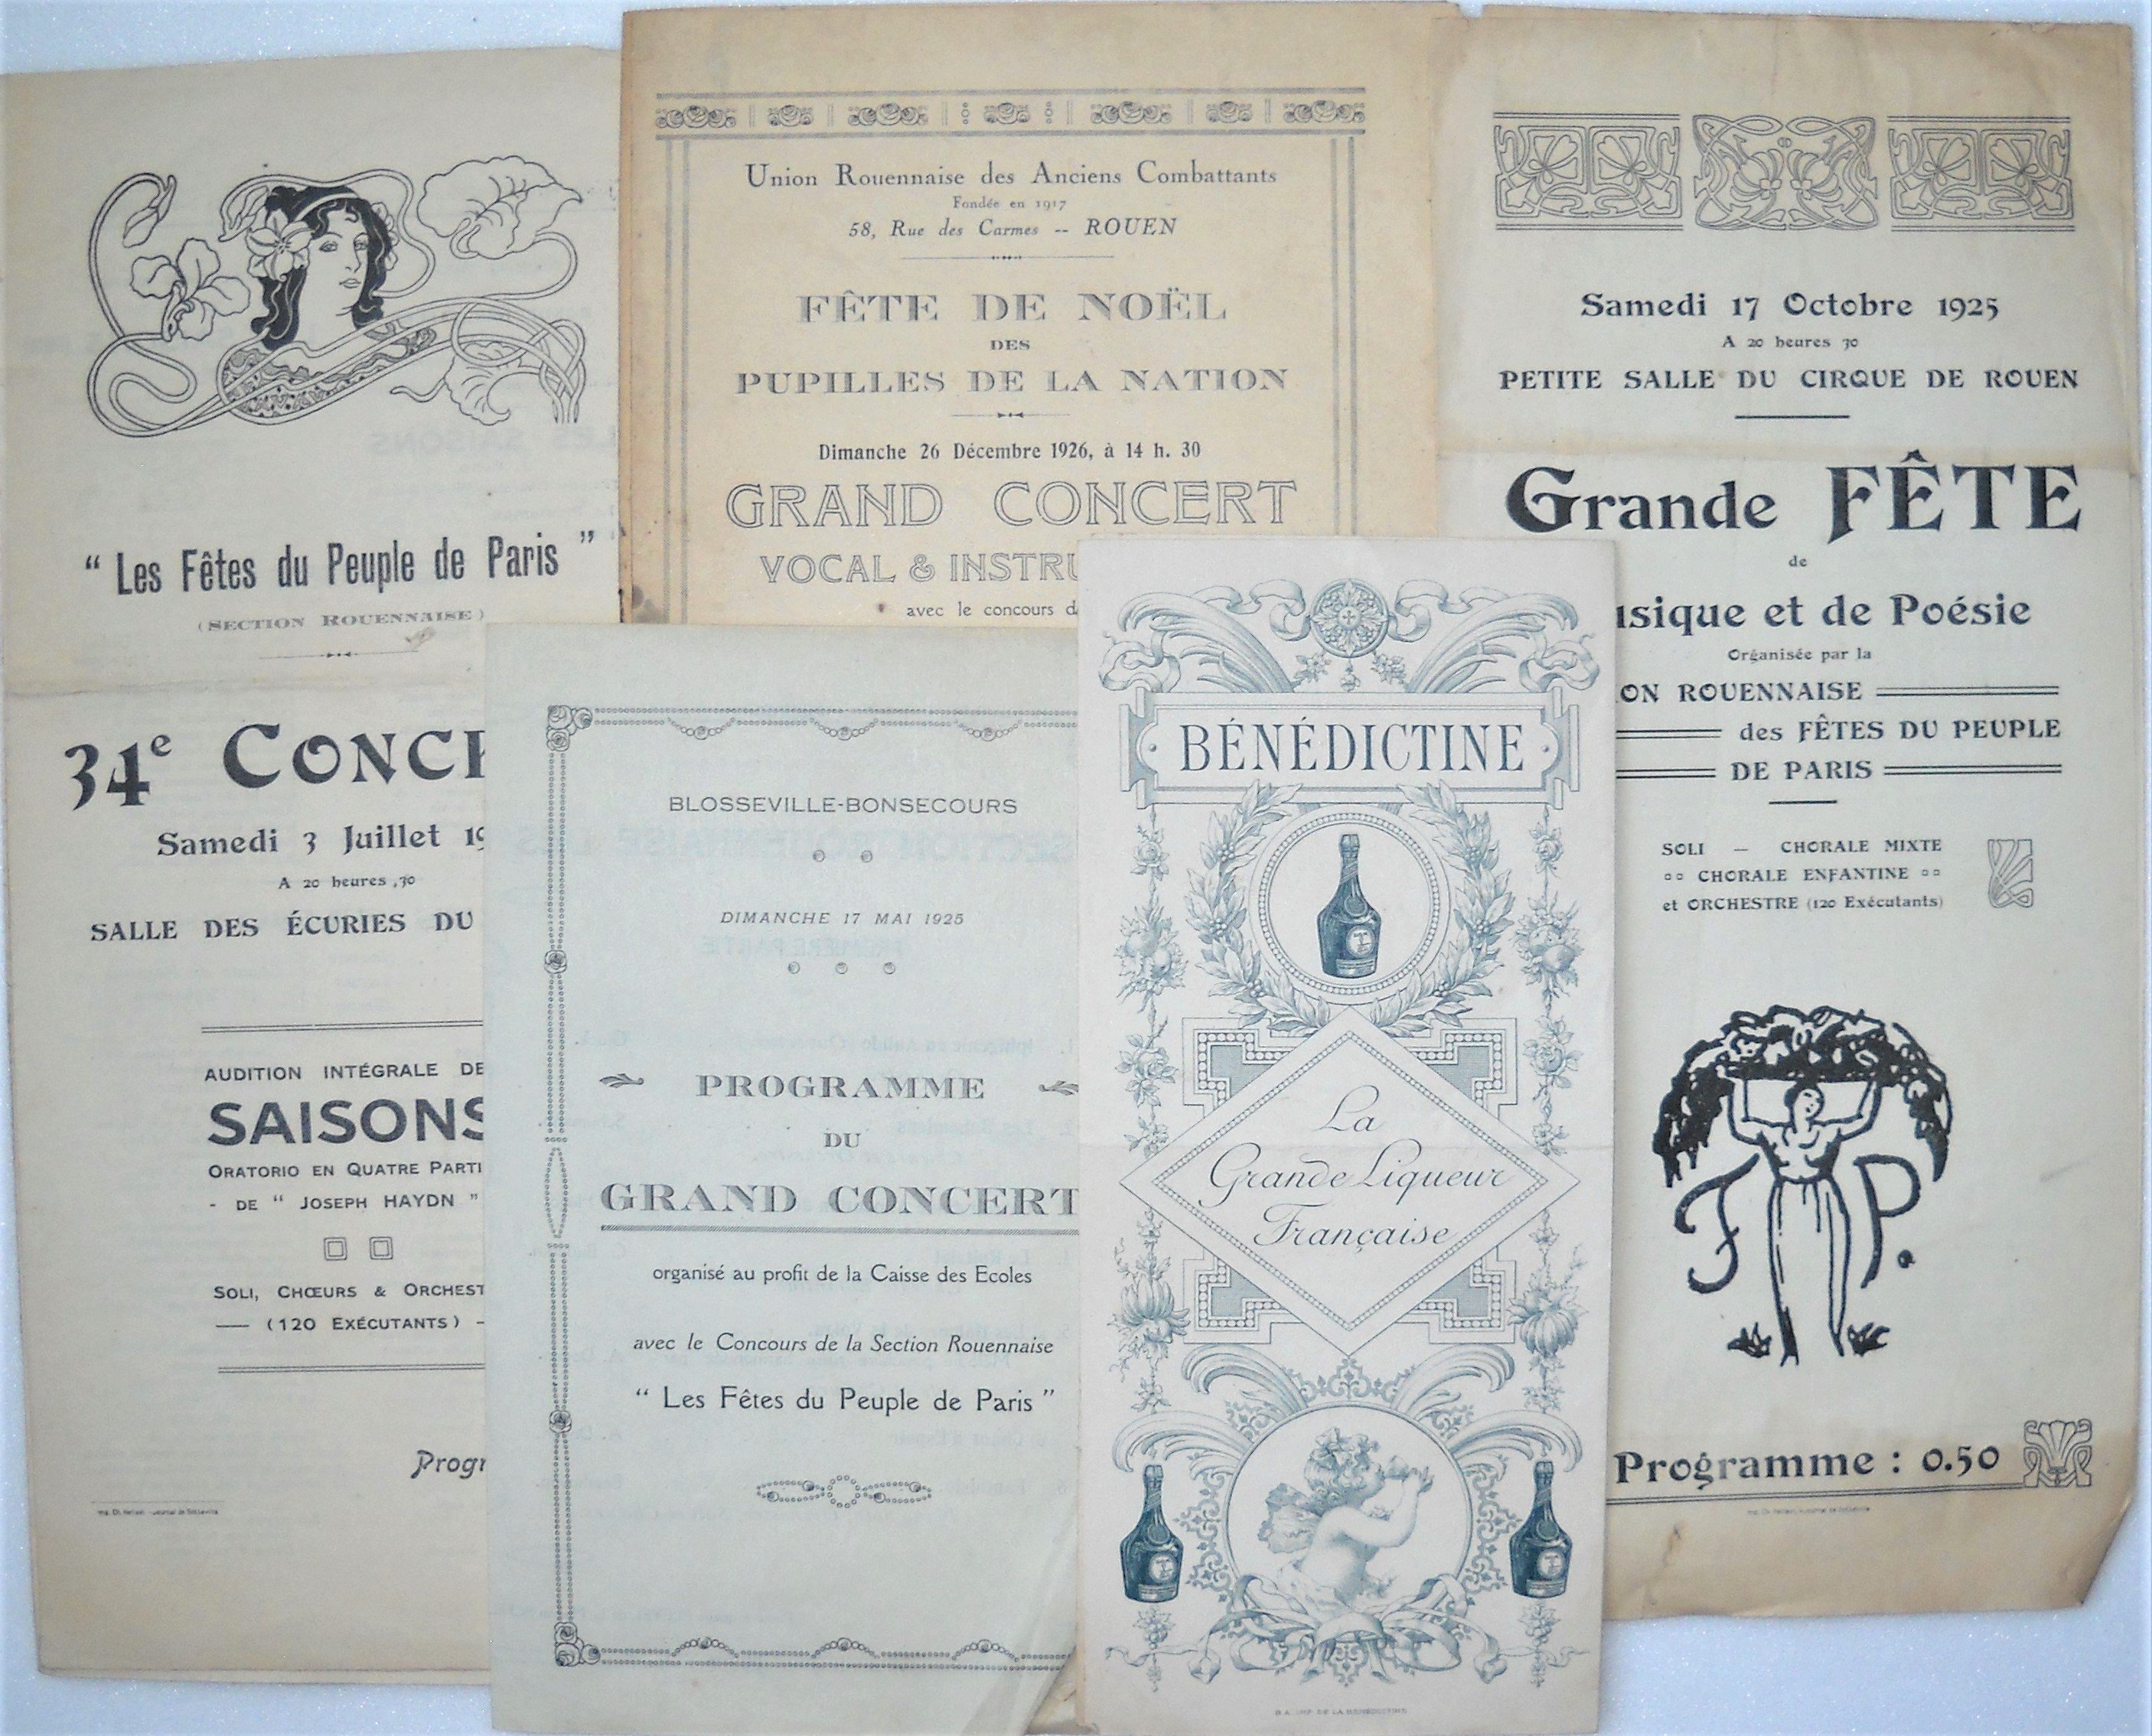 “ Les Fêtes du Peuple de Paris ”
(SECTION ROUENNAISE)
34e CONCE
Samedi 3 Juillet 19
A 20 heures 30
SALLE DES ÉCURIES DU
AUDITION INTÉGRALE DE
SAISONS
ORATORIO EN QUATRE PARTI
- DE “ JOSEPH HAYDN ”
SOLI, CHŒURS & ORCHEST
— (120 EXÉCUTANTS) -
Progr
Union Rouennaise des Anciens Combattants
Fondée en 1917
58, Rue des Carmes -- ROUEN
FÊTE DE NOËL
DES
PUPILLES DE LA NATION
Dimanche 26 Décembre 1926, à 14 h. 30
GRAND CONCERT
VOCAL & INSTRU
avec le concours d
BLOSSEVILLE-BONSECOURS
DIMANCHE 17 MAI 1925
PROGRAMME
DU
GRAND CONCERT
organisé au profit de la Caisse des Ecoles
avec le Concours de la Section Rouennaise
“ Les Fêtes du Peuple de Paris ”
BÉNÉDICTINE
La
Grande Liqueur
Française
B.A. IMP. DE LA BÉNÉDICTINE
Samedi 17 Octobre 1925
A 20 heures 30
PETITE SALLE DU CIRQUE DE ROUEN
Grande FÊTE
de
usique et de Poésie
Organisée par la
ON ROUENNAISE
des FÊTES DU PEUPLE
DE PARIS
SOLI — CHORALE MIXTE
CHORALE ENFANTINE
et ORCHESTRE (120 Exécutants)
F. P.
Programme : 0.50